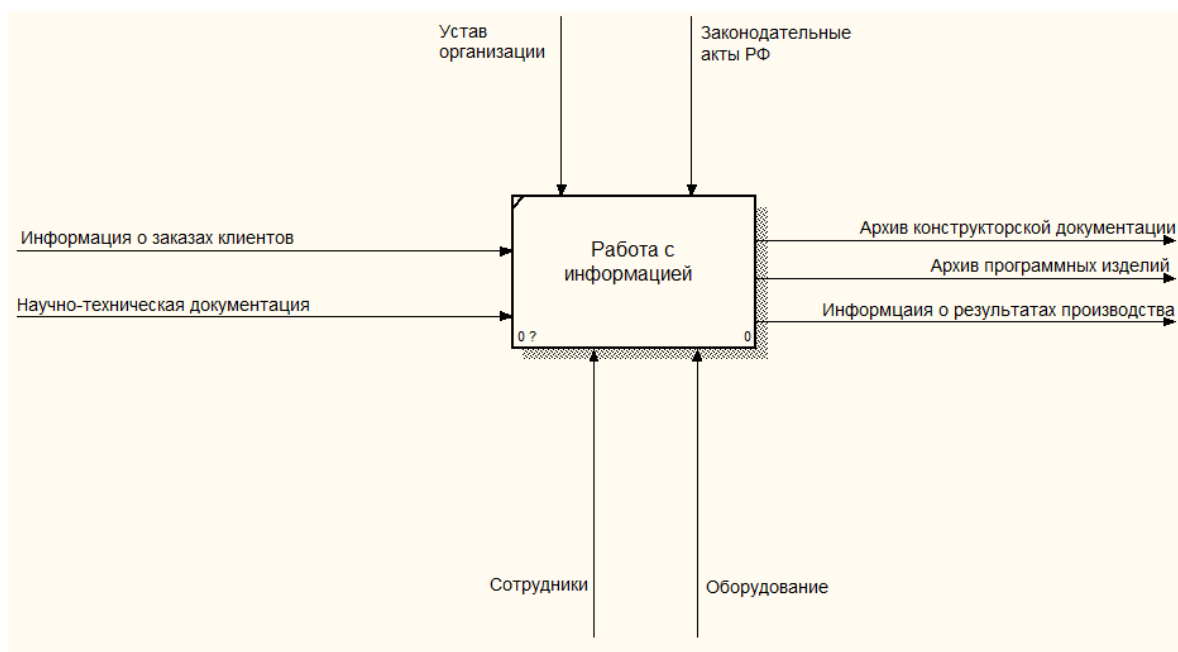 Устав
организации
Законодательные
акты РФ
Информация о заказах клиентов
Научно-техническая документация
Работа с
информацией
0 ?
0
Архив конструкторской документации
Архив программных изделий
Информцаия о результатах производства
Сотрудники
Оборудование